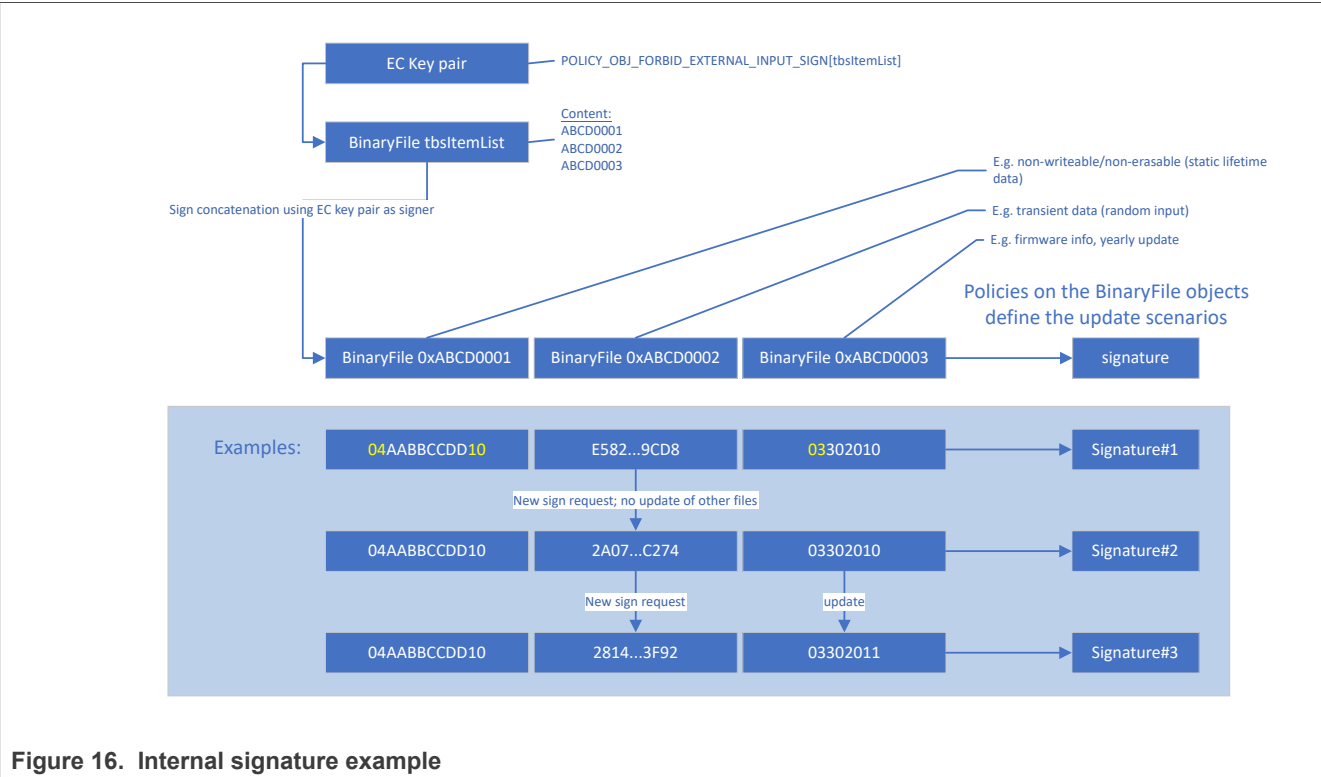 EC Key pair
POLICY_OBJ_FORBID_EXTERNAL_INPUT_SIGN[tbsItemList]
BinaryFile tbsItemList
Content:
ABCD0001
ABCD0002
ABCD0003
E.g. non-writeable/non-erasable (static lifetime
data)
Sign concatenation using EC key pair as signer
E.g. transient data (random input)
E.g. firmware info, yearly update
Policies on the BinaryFile objects
define the update scenarios
BinaryFile 0xABCD0001
BinaryFile 0xABCD0002
BinaryFile 0xABCD0003
signature
Examples:
04AABBCCDD10
E582...9CD8
03302010
Signature#1
New sign request; no update of other files
04AABBCCDD10
2A07...C274
03302010
Signature#2
New sign request
update
04AABBCCDD10
2814...3F92
03302011
Signature#3
Figure 16. Internal signature example